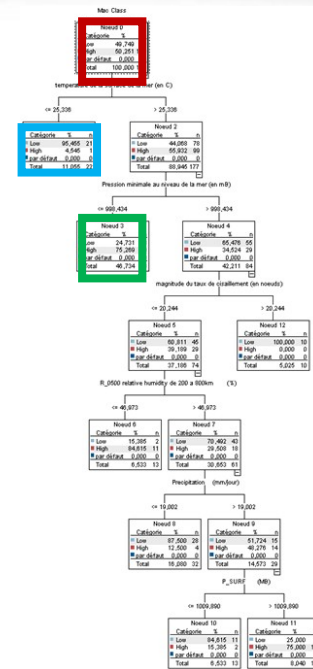 Mac Class
Noeud 0
Catégorie %
Low 49,749
High 50,251
par défaut 0,000
Total 100,000
température de la surface de la mer (en C)
<= 25,336 > 25,336
Catégorie % n
Low 95,455 21
High 4,545 1
par défaut 0,000 0
Total 11,055 22
Noeud 2
Catégorie % n
Low 44,068 78
High 55,932 99
par défaut 0,000 0
Total 88,945 177
Pression minimale au niveau de la mer (en mB)
<= 998,434 > 998,434
Noeud 3
Catégorie %
Low 24,731
High 75,269
par défaut 0,000
Total 46,734
Noeud 4
Catégorie % n
Low 65,476 55
High 34,524 29
par défaut 0,000 0
Total 42,211 84
magnitude du taux de cisaillement (en noeuds)
<= 20,244 > 20,244
Noeud 5
Catégorie % n
Low 60,811 45
High 39,189 29
par défaut 0,000 0
Total 37,186 74
Noeud 12
Catégorie % n
Low 100,000 10
High 0,000 0
par défaut 0,000 0
Total 5,025 10
R_0500 relative humidity de 200 a 800km (%)
<= 46,973 > 46,973
Noeud 6
Catégorie % n
Low 15,385 2
High 84,615 11
par défaut 0,000 0
Total 6,533 13
Noeud 7
Catégorie % n
Low 70,492 43
High 29,508 18
par défaut 0,000 0
Total 30,653 61
Precipitation (mm/jour)
<= 19,002 > 19,002
Noeud 8
Catégorie % n
Low 87,500 28
High 12,500 4
par défaut 0,000 0
Total 16,080 32
Noeud 9
Catégorie % n
Low 51,724 15
High 48,276 14
par défaut 0,000 0
Total 14,573 29
P_SURF (MB)
<= 1009,890 > 1009,890
Noeud 10
Catégorie % n
Low 84,615 11
High 15,385 2
par défaut 0,000 0
Total 6,533 13
Noeud 11
Catégorie %
Low 25,000
High 75,000
par défaut 0,000
Total 8,040